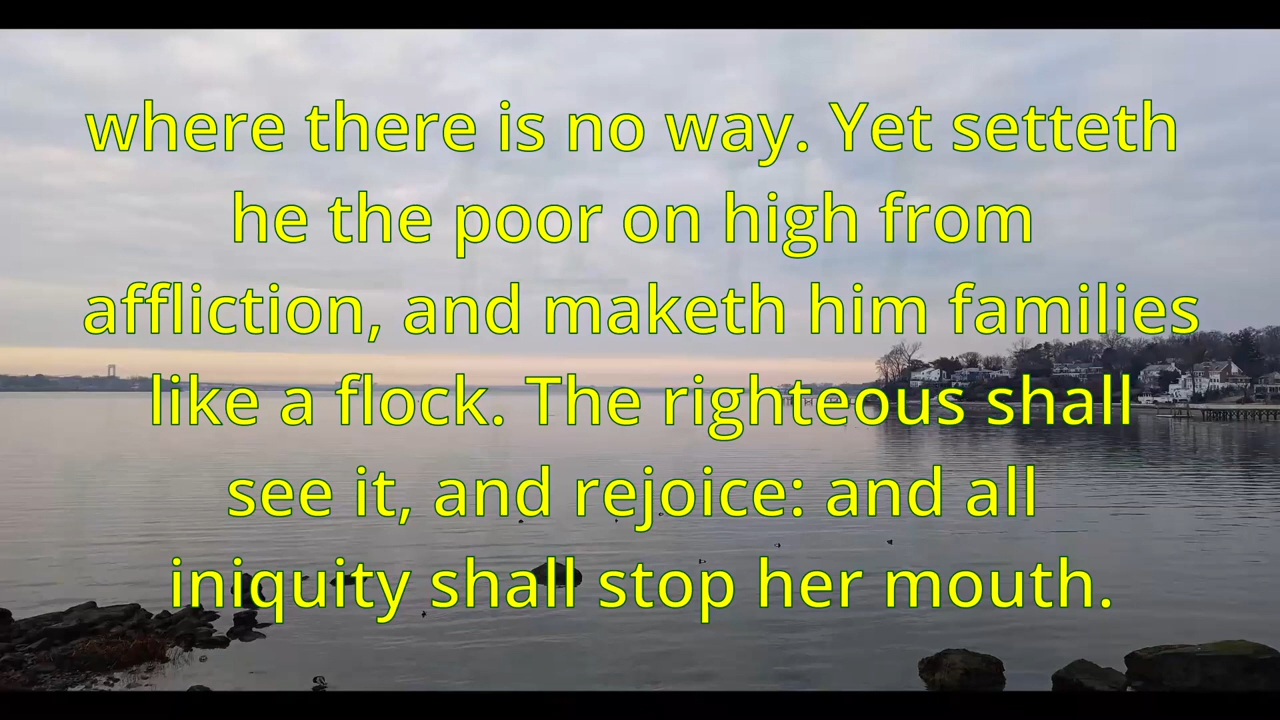 where there is no way. Yet setteth
he the poor on high from
affliction, and maketh him families
like a flock. The righteous shall
see it, and rejoice: and all
iniquity shall stop her mouth.